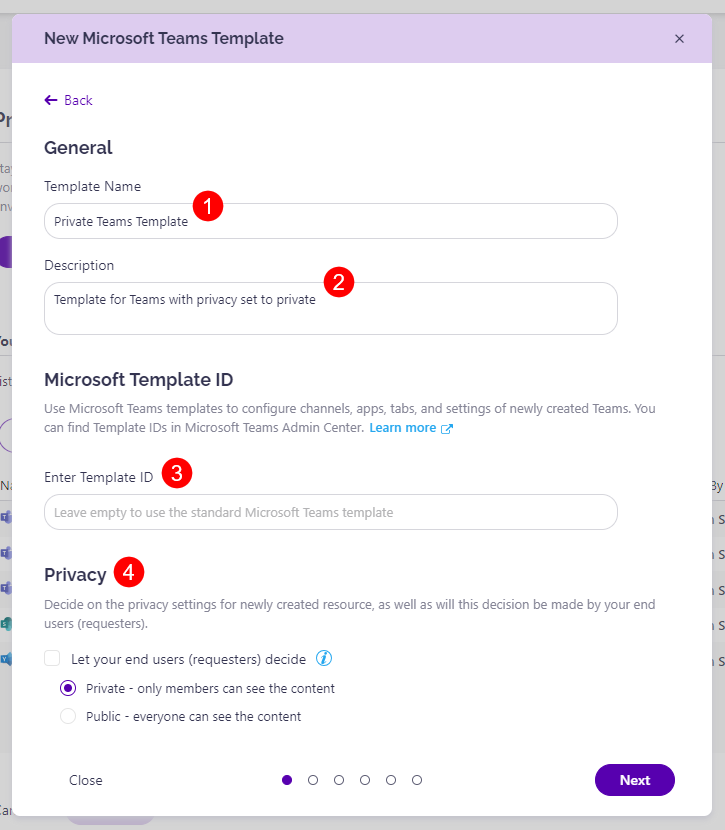 New Microsoft Teams Template
×
Back
General
Template Name
1
Private Teams Template
Description
2
Template for Teams with privacy set to private
Microsoft Template ID
Use Microsoft Teams templates to configure channels, apps, tabs, and settings of newly created Teams. You
can find Template IDs in Microsoft Teams Admin Center. Learn more
Enter Template ID
3
Leave empty to use the standard Microsoft Teams template
Privacy
4
Decide on the privacy settings for newly created resource, as well as will this decision be made by your end
users (requesters).
Let your end users (requesters) decide
i
Private - only members can see the content
Public - everyone can see the content
Close
Next
By